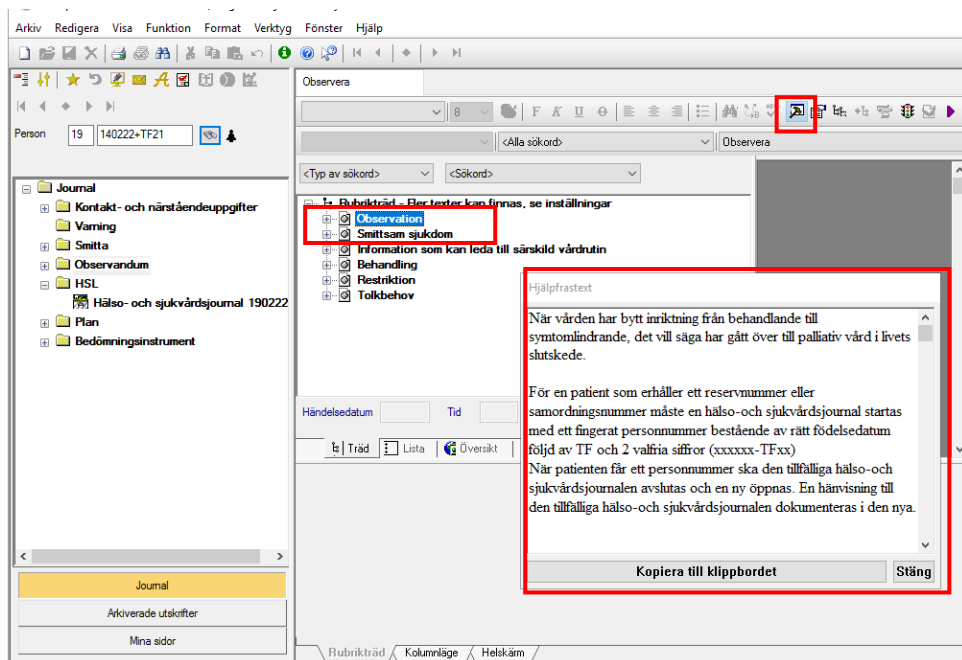 Arkiv Redigera Visa Funktion Format Verktyg Fönster Hjälp
Observera
8 F K U
Person 19 140222+TF21
<Alla sökord> Observera
<Typ av sökord> <Sökord>
Journal
Kontakt- och närståendeuppgifter
Varning
Smitta
Observandum
HSL
Hälso- och sjukvårdsjournal 190222
Plan
Bedömningsinstrument
Rubrikträd - Fler texter kan finnas, se inställningar
Observation
Smittsam sjukdom
Information som kan leda till särskild vårdrutin
Behandling
Restriktion
Tolkbehov
Händelsedatum Tid
Träd Lista Översikt
Hjälpfrastext
När vården har bytt inriktning från behandlande till
symtomlindrande, det vill säga har gått över till palliativ vård i livets
slutskede.
För en patient som erhåller ett reservnummer eller
samordningsnummer måste en hälso-och sjukvårdsjournal startas
med ett fingerat personnummer bestående av rätt födelsedatum
följd av TF och 2 valfria siffror (xxxxxx-TFxx)
När patienten får ett personnummer ska den tillfälliga hälso-och
sjukvårdsjournalen avslutas och en ny öppnas. En hänvisning till
den tillfälliga hälso-och sjukvårdsjournalen dokumenteras i den nya.
Kopiera till klippbordet Stäng
Journal
Arkiverade utskrifter
Mina sidor
Rubrikträd Kolumnläge Helskärm